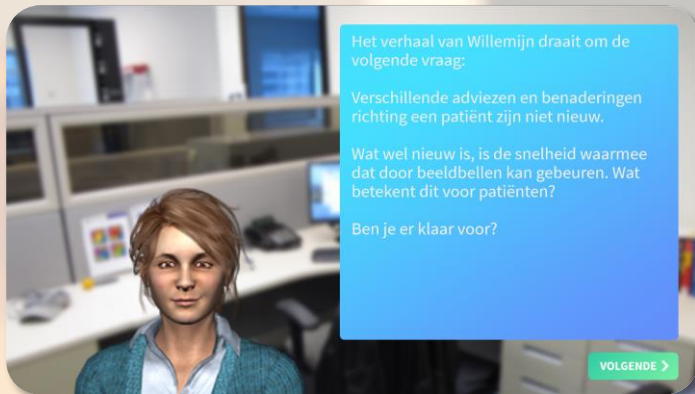 Het verhaal van Willemijn draait om de
volgende vraag:
Verschillende adviezen en benaderingen
richting een patiënt zijn niet nieuw.
Wat wel nieuw is, is de snelheid waarmee
dat door beeldbellen kan gebeuren. Wat
betekent dit voor patiënten?
Ben je er klaar voor?
VOLGENDE